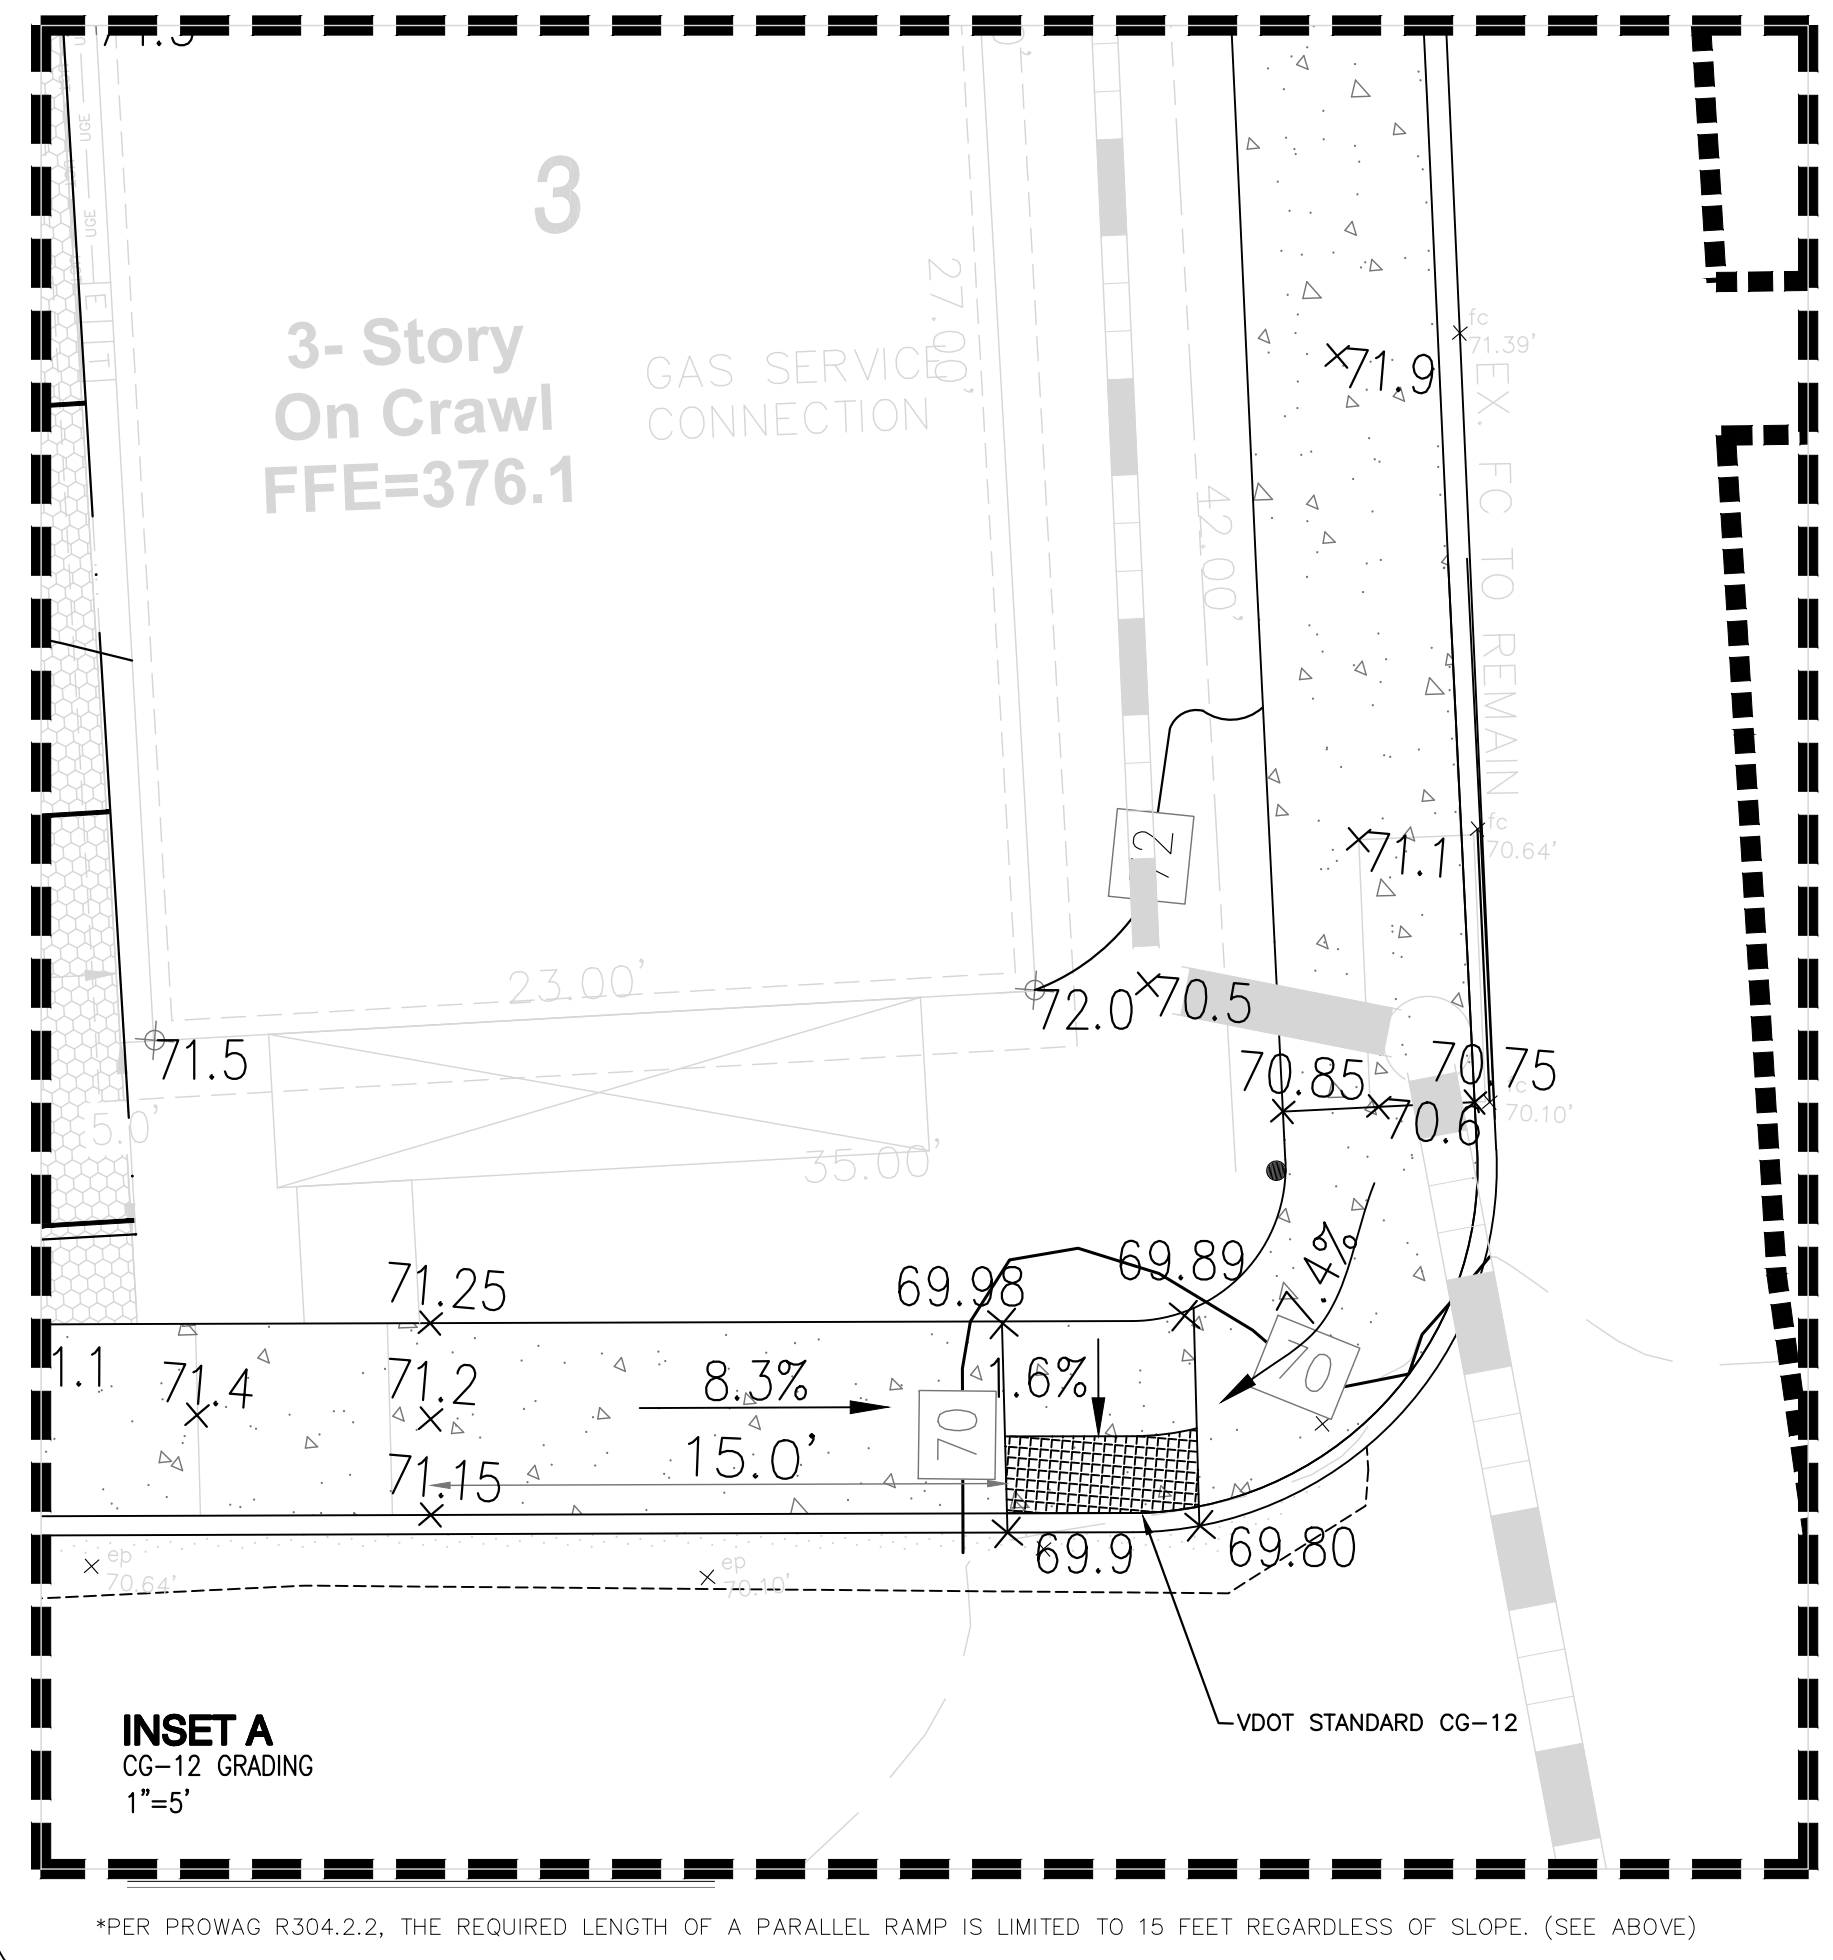 UGE
UGE
3
3- Story
On Crawl
FFE=376.1
GAS SERVICE
CONNECTION
27.00'
42.00'
fc
71.39'
71.9
EX. FC TO REMAIN
fc
70.64'
71.1
72
23.00'
72.0
70.5
71.5
70.85
70.75
70.6
70.10'
5.0'
35.00'
71.25
69.98
69.89
7.4%
1.1
71.4
71.2
8.3%
1.6%
70
70
15.0'
71.15
69.9
69.80
ep
70.64'
ep
70.10'
VDOT STANDARD CG-12
INSET A
CG-12 GRADING
1"=5'
*PER PROWAG R304.2.2, THE REQUIRED LENGTH OF A PARALLEL RAMP IS LIMITED TO 15 FEET REGARDLESS OF SLOPE. (SEE ABOVE)